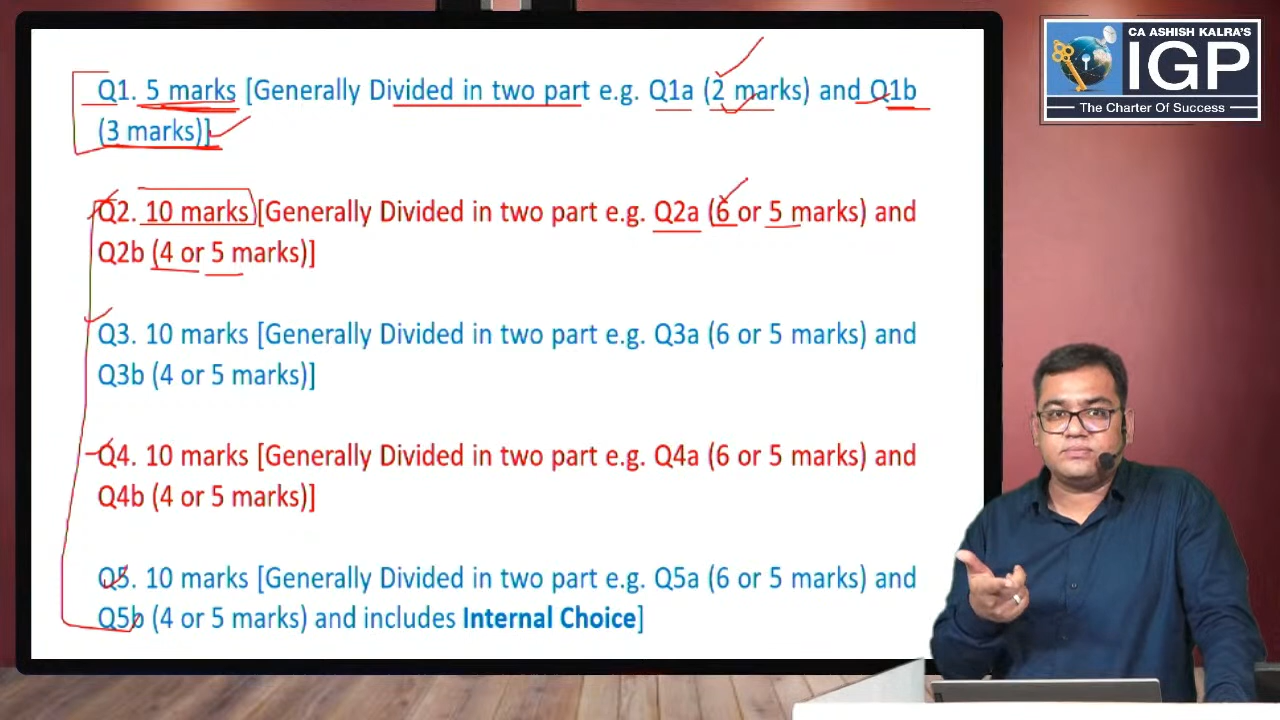 Q1. 5 marks [Generally Divided in two part e.g. Q1a (2 marks) and Q1b
(3 marks)]
Q2. 10 marks [Generally Divided in two part e.g. Q2a (6 or 5 marks) and
Q2b (4 or 5 marks)]
Q3. 10 marks [Generally Divided in two part e.g. Q3a (6 or 5 marks) and
Q3b (4 or 5 marks)]
Q4. 10 marks [Generally Divided in two part e.g. Q4a (6 or 5 marks) and
Q4b (4 or 5 marks)]
Q5. 10 marks [Generally Divided in two part e.g. Q5a (6 or 5 marks) and
Q5b (4 or 5 marks) and includes Internal Choice]
CA ASHISH KALRA'S
IGP
The Charter Of Success